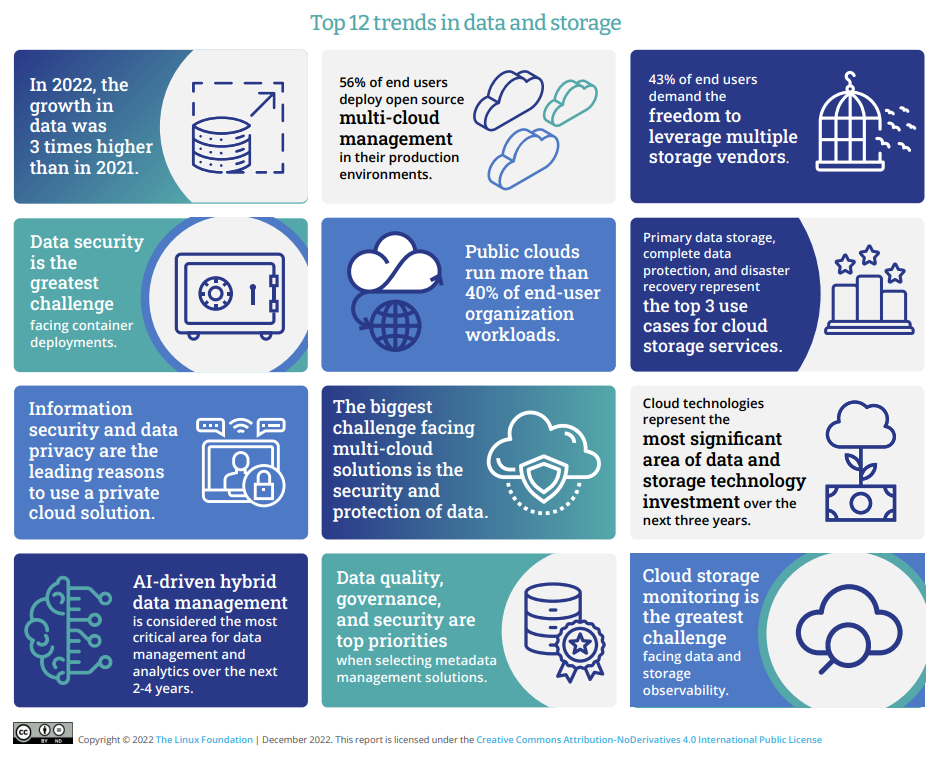 Top 12 trends in data and storage
In 2022, the
growth in
data was
3 times higher
than in 2021.
56% of end users
deploy open source
multi-cloud
management
in their production
environments.
43% of end users
demand the
freedom to
leverage multiple
storage vendors.
Data security
is the
greatest
challenge
facing container
deployments.
Public clouds
run more than
40% of end-user
organization
workloads.
Primary data storage,
complete data
protection, and disaster
recovery represent
the top 3 use
cases for cloud
storage services.
Information
security and data
privacy are the
leading reasons
to use a private
cloud solution.
The biggest
challenge facing
multi-cloud
solutions is the
security and
protection of data.
Cloud technologies
represent the
most significant
area of data and
storage technology
investment over the
next three years.
AI-driven hybrid
data management
is considered the most
critical area for data
management and
analytics over the next
2-4 years.
Data quality,
governance,
and security are
top priorities
when selecting metadata
management solutions.
Cloud storage
monitoring is
the greatest
challenge
facing data and
storage
observability.
cc BY ND
Copyright © 2022 The Linux Foundation | December 2022. This report is licensed under the Creative Commons Attribution-NoDerivatives 4.0 International Public License